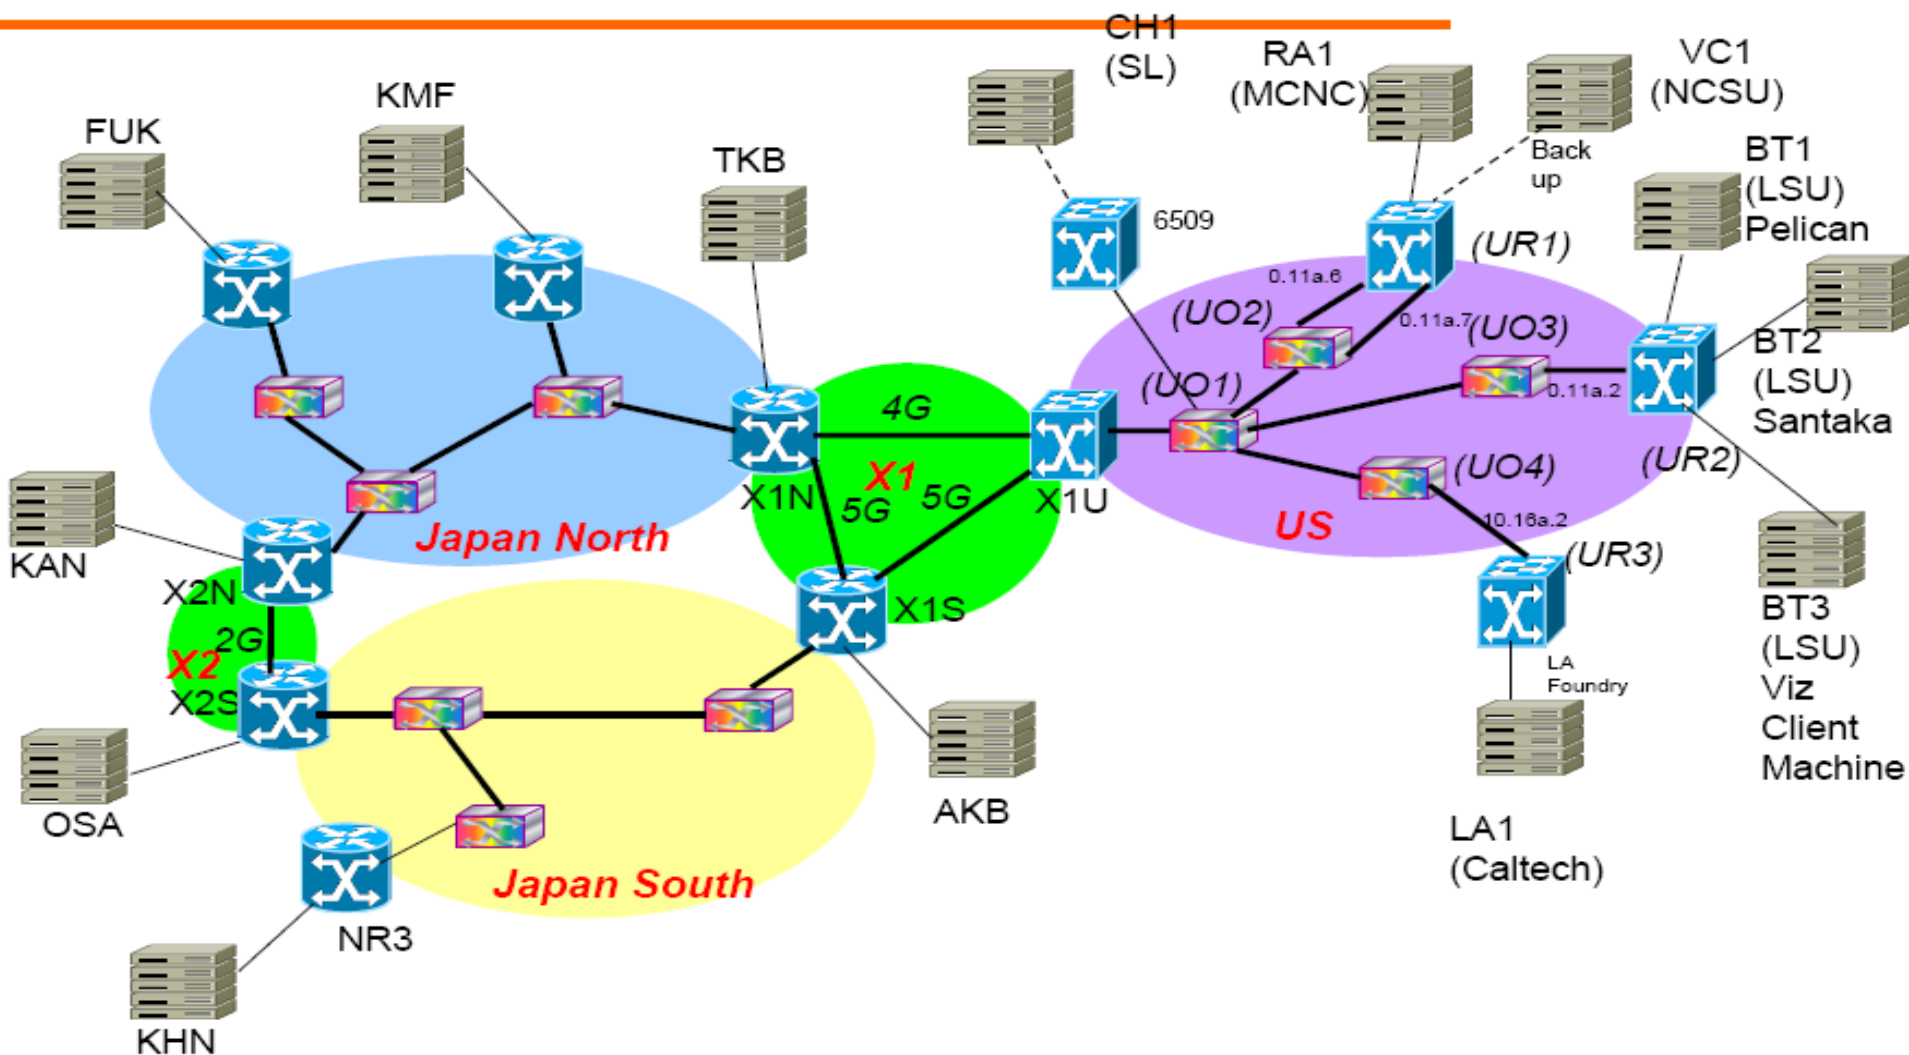 CH1
(SL)
RA1
(MCNC)
VC1
(NCSU)
KMF
FUK
TKB
Back
up
BT1
(LSU)
Pelican
6509
(UR1)
0.11a.6
(UO2)
0.11a.7
(UO3)
BT2
(LSU)
Santaka
(UO1)
0.11a.2
4G
X1
5G
5G
X1N
X1U
(UO4)
(UR2)
US
10.16a.2
(UR3)
Japan North
KAN
X2N
X1S
2G
X2
X2S
BT3
(LSU)
Viz
Client
Machine
LA
Foundry
OSA
AKB
LA1
(Caltech)
Japan South
NR3
KHN